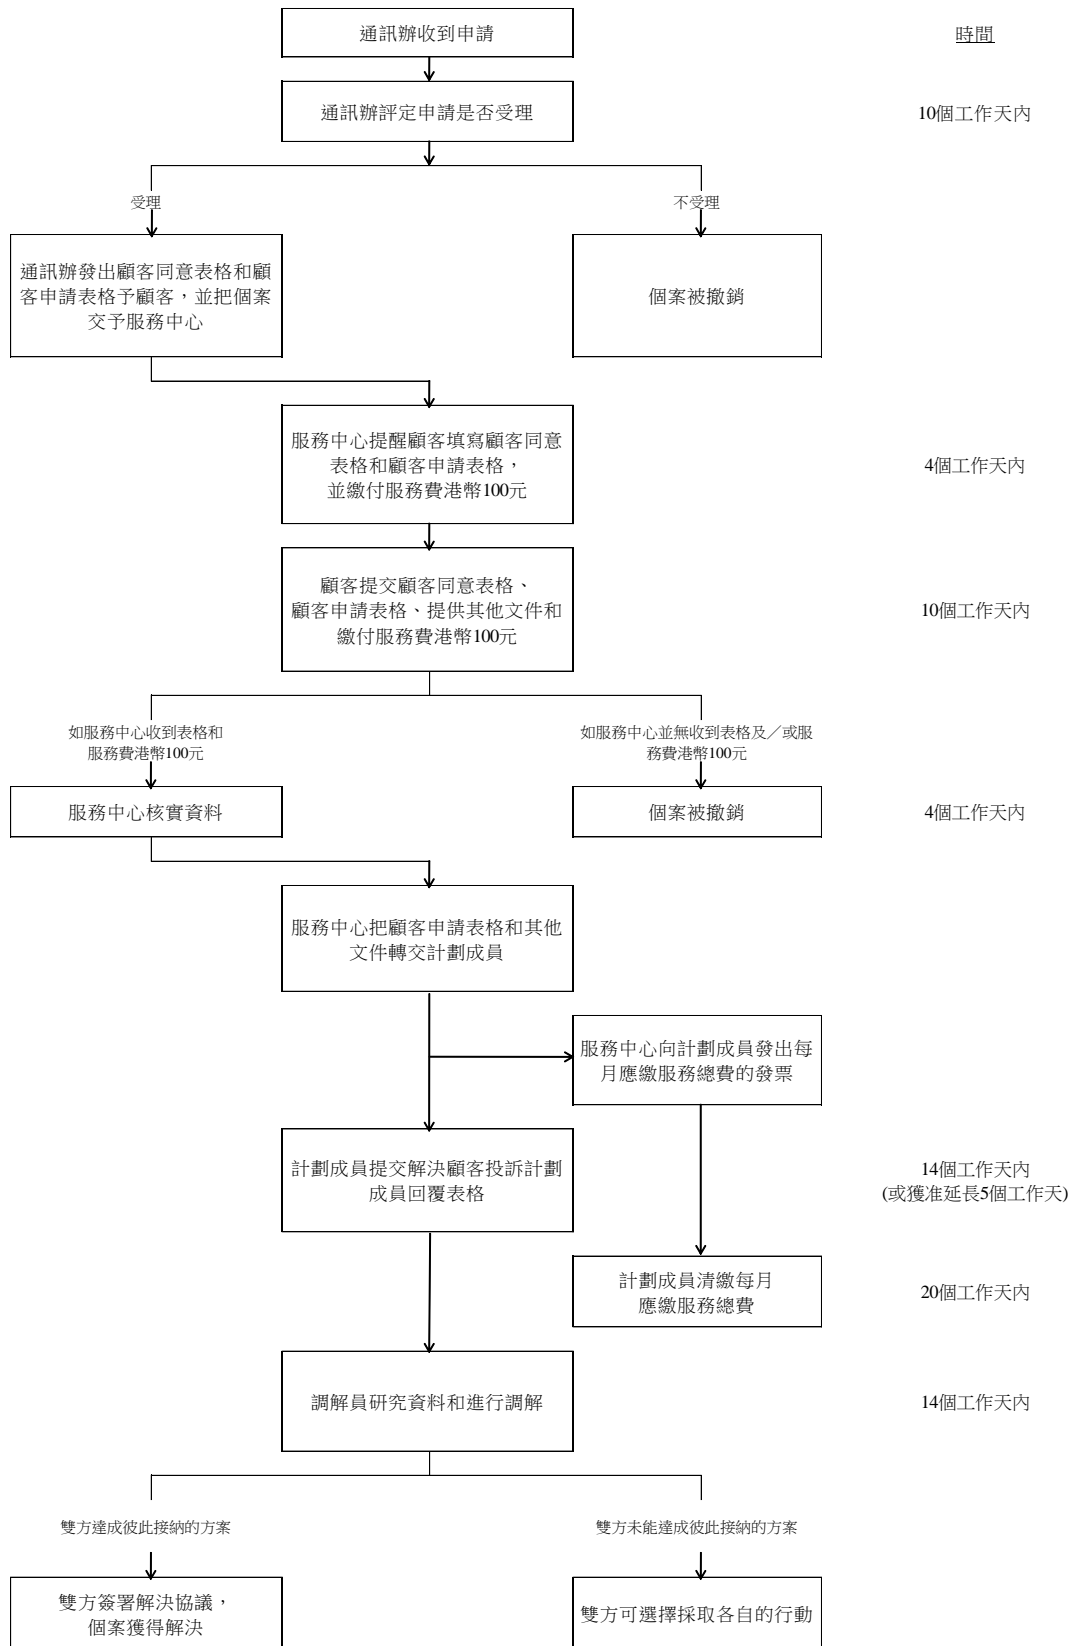 通訊辦收到申請
時間
通訊辦評定申請是否受理
10個工作天內
受理
不受理
通訊辦發出顧客同意表格和顧
客申請表格予顧客，並把個案
交予服務中心
個案被撤銷
服務中心提醒顧客填寫顧客同意
表格和顧客申請表格，
並繳付服務費港幣100元
4個工作天內
顧客提交顧客同意表格、
顧客申請表格、提供其他文件和
繳付服務費港幣100元
10個工作天內
如服務中心收到表格和
服務費港幣100元
如服務中心並無收到表格及／或服
務費港幣100元
服務中心核實資料
個案被撤銷
4個工作天內
服務中心把顧客申請表格和其他
文件轉交計劃成員
服務中心向計劃成員發出每
月應繳服務總費的發票
計劃成員提交解決顧客投訴計劃
成員回覆表格
14個工作天內
(或獲准延長5個工作天)
計劃成員清繳每月
應繳服務總費
20個工作天內
調解員研究資料和進行調解
14個工作天內
雙方達成彼此接納的方案
雙方未能達成彼此接納的方案
雙方簽署解決協議，
個案獲得解決
雙方可選擇採取各自的行動